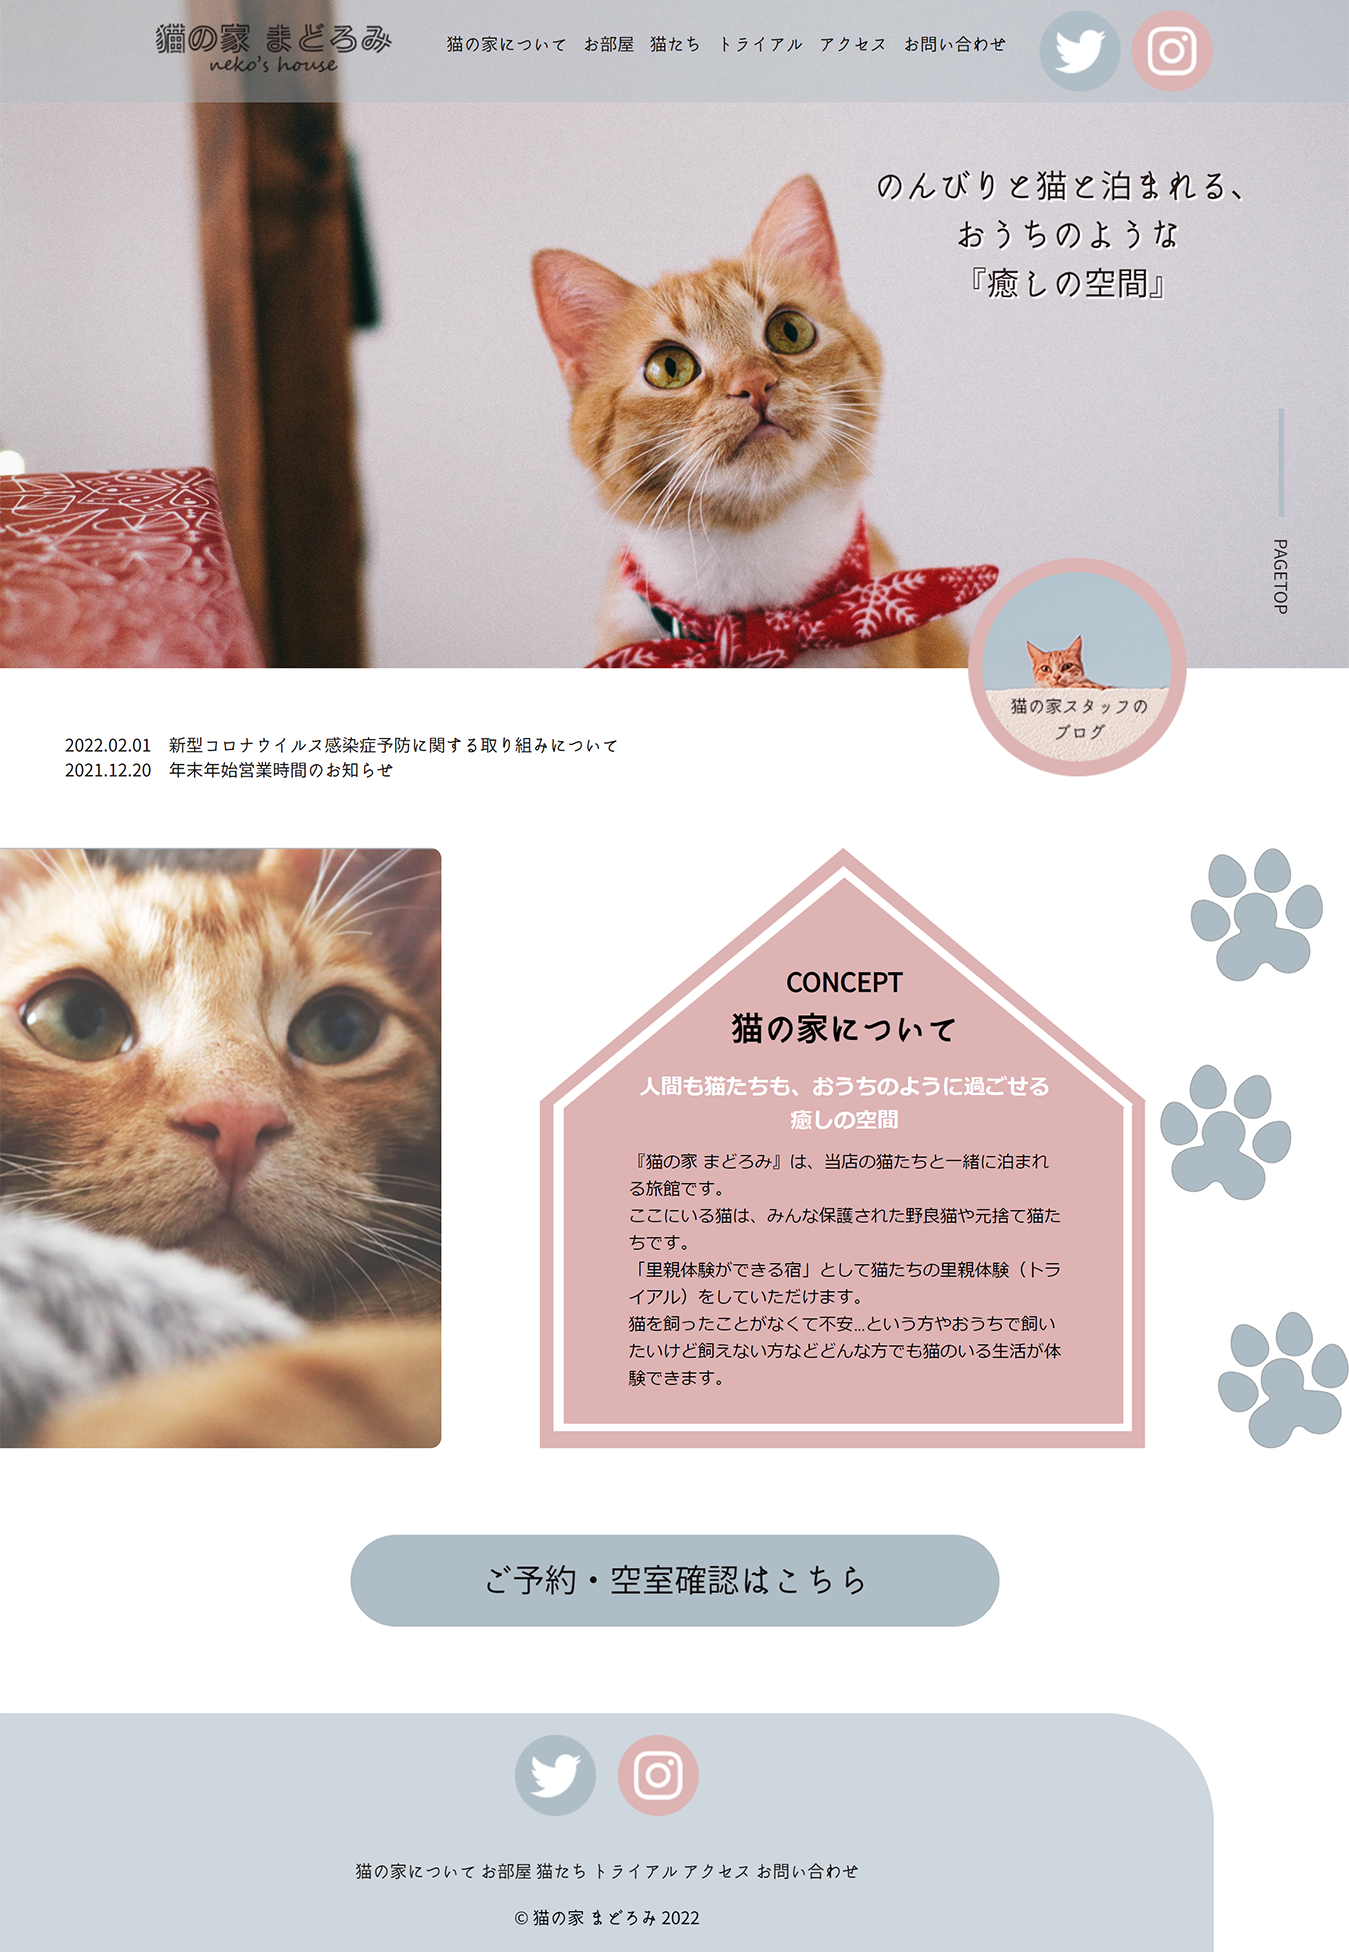 猫の家 まどろみ
neko's house
猫の家について お部屋 猫たち トライアル アクセス お問い合わせ
のんびりと猫と泊まれる、
おうちのような
『癒しの空間』
PAGETOP
猫の家スタッフの
ブログ
2022.02.01 新型コロナウイルス感染症予防に関する取り組みについて
2021.12.20 年末年始営業時間のお知らせ
CONCEPT
猫の家について
人間も猫たちも、おうちのように過ごせる
癒しの空間
『猫の家 まどろみ』は、当店の猫たちと一緒に泊まれ
る旅館です。
ここにいる猫は、みんな保護された野良猫や元捨て猫た
ちです。
「里親体験ができる宿」として猫たちの里親体験（トラ
イアル）をしていただけます。
猫を飼ったことがなくて不安...という方やおうちで飼い
たいけど飼えない方などどんな方でも猫のいる生活が体
験できます。
ご予約・空室確認はこちら
猫の家について お部屋 猫たち トライアル アクセス お問い合わせ
© 猫の家 まどろみ 2022